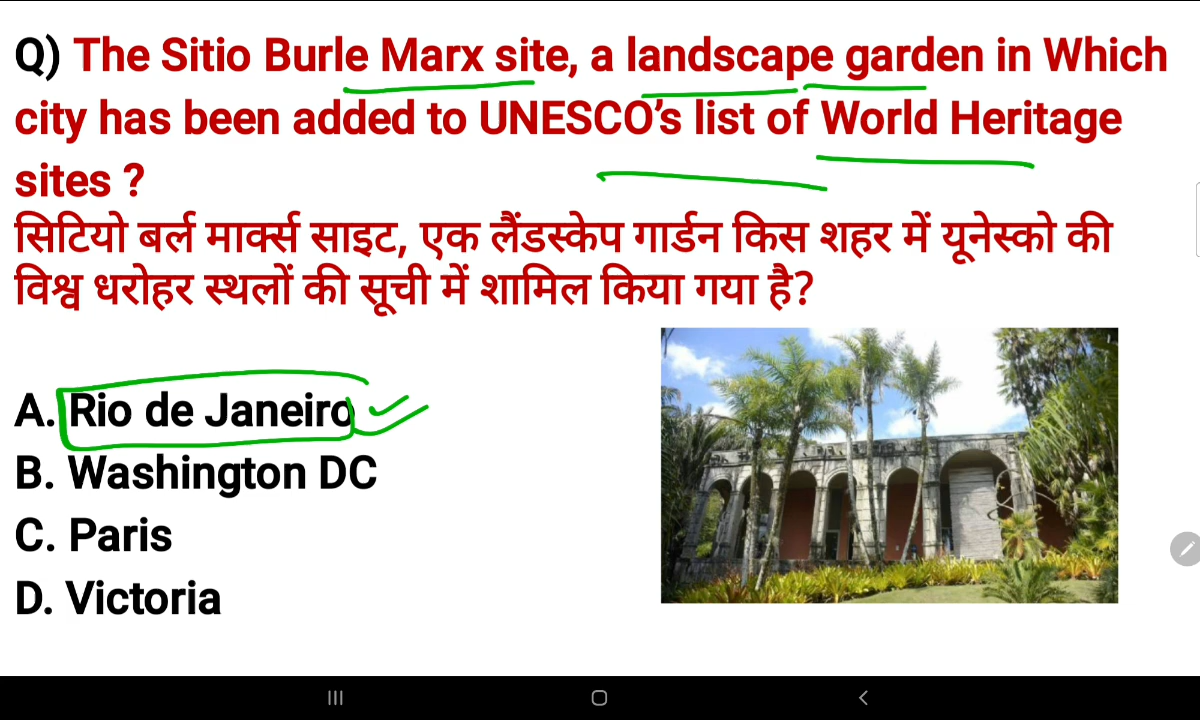 Q) The Sitio Burle Marx site, a landscape garden in Which
city has been added to UNESCO's list of World Heritage
sites ?
सिटियो बर्ल मार्क्स साइट, एक लैंडस्केप गार्डन किस शहर में यूनेस्को की
विश्व धरोहर स्थलों की सूची में शामिल किया गया है?
A. Rio de Janeiro
B. Washington DC
C. Paris
D. Victoria